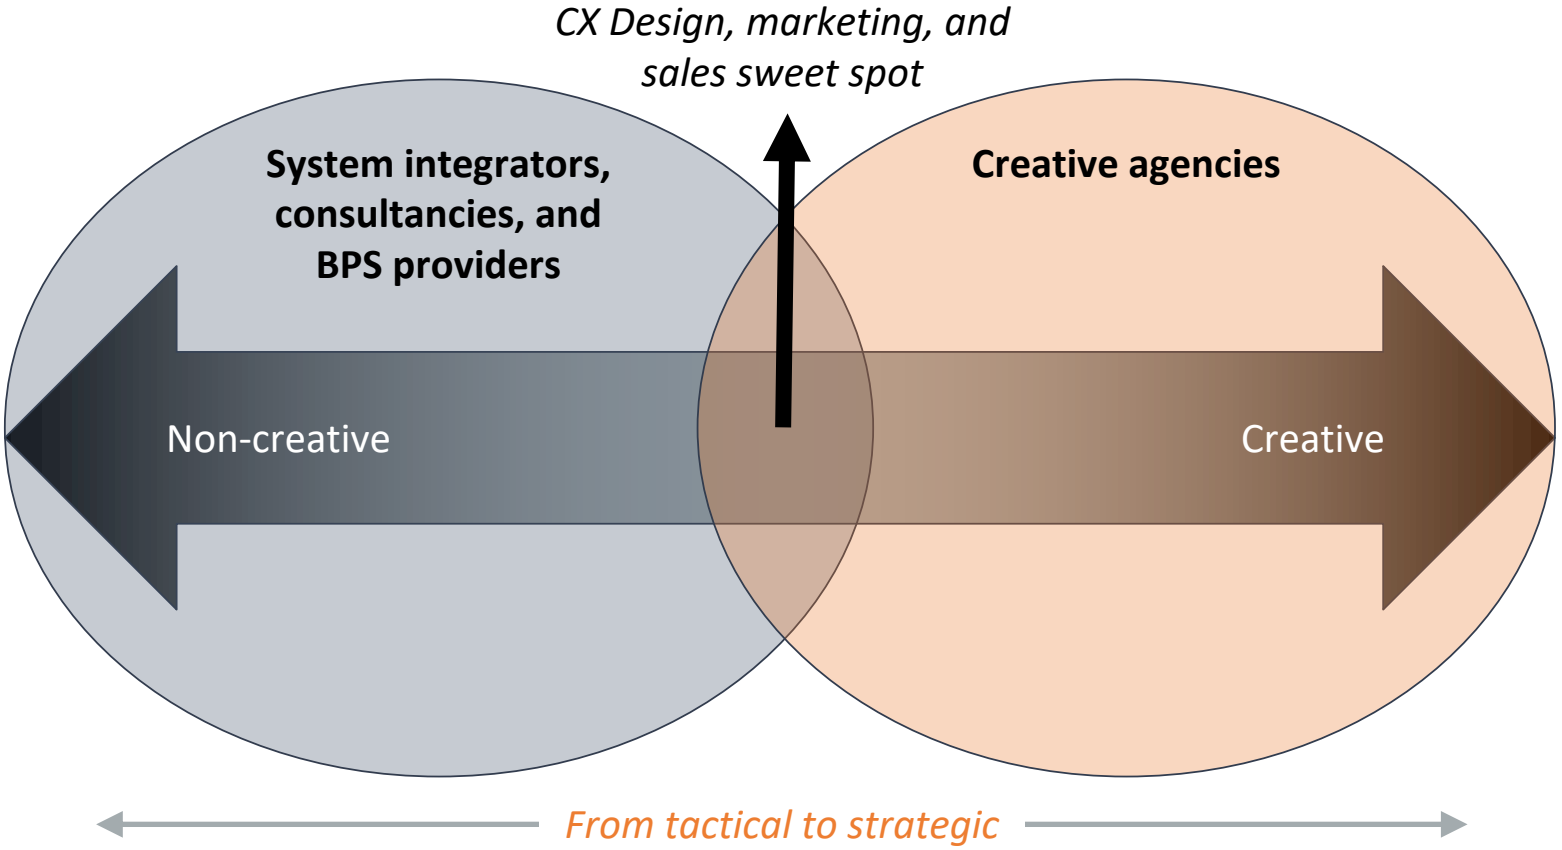 CX Design, marketing, and
sales sweet spot
System integrators,
consultancies, and
BPS providers
Creative agencies
Non-creative
Creative
From tactical to strategic